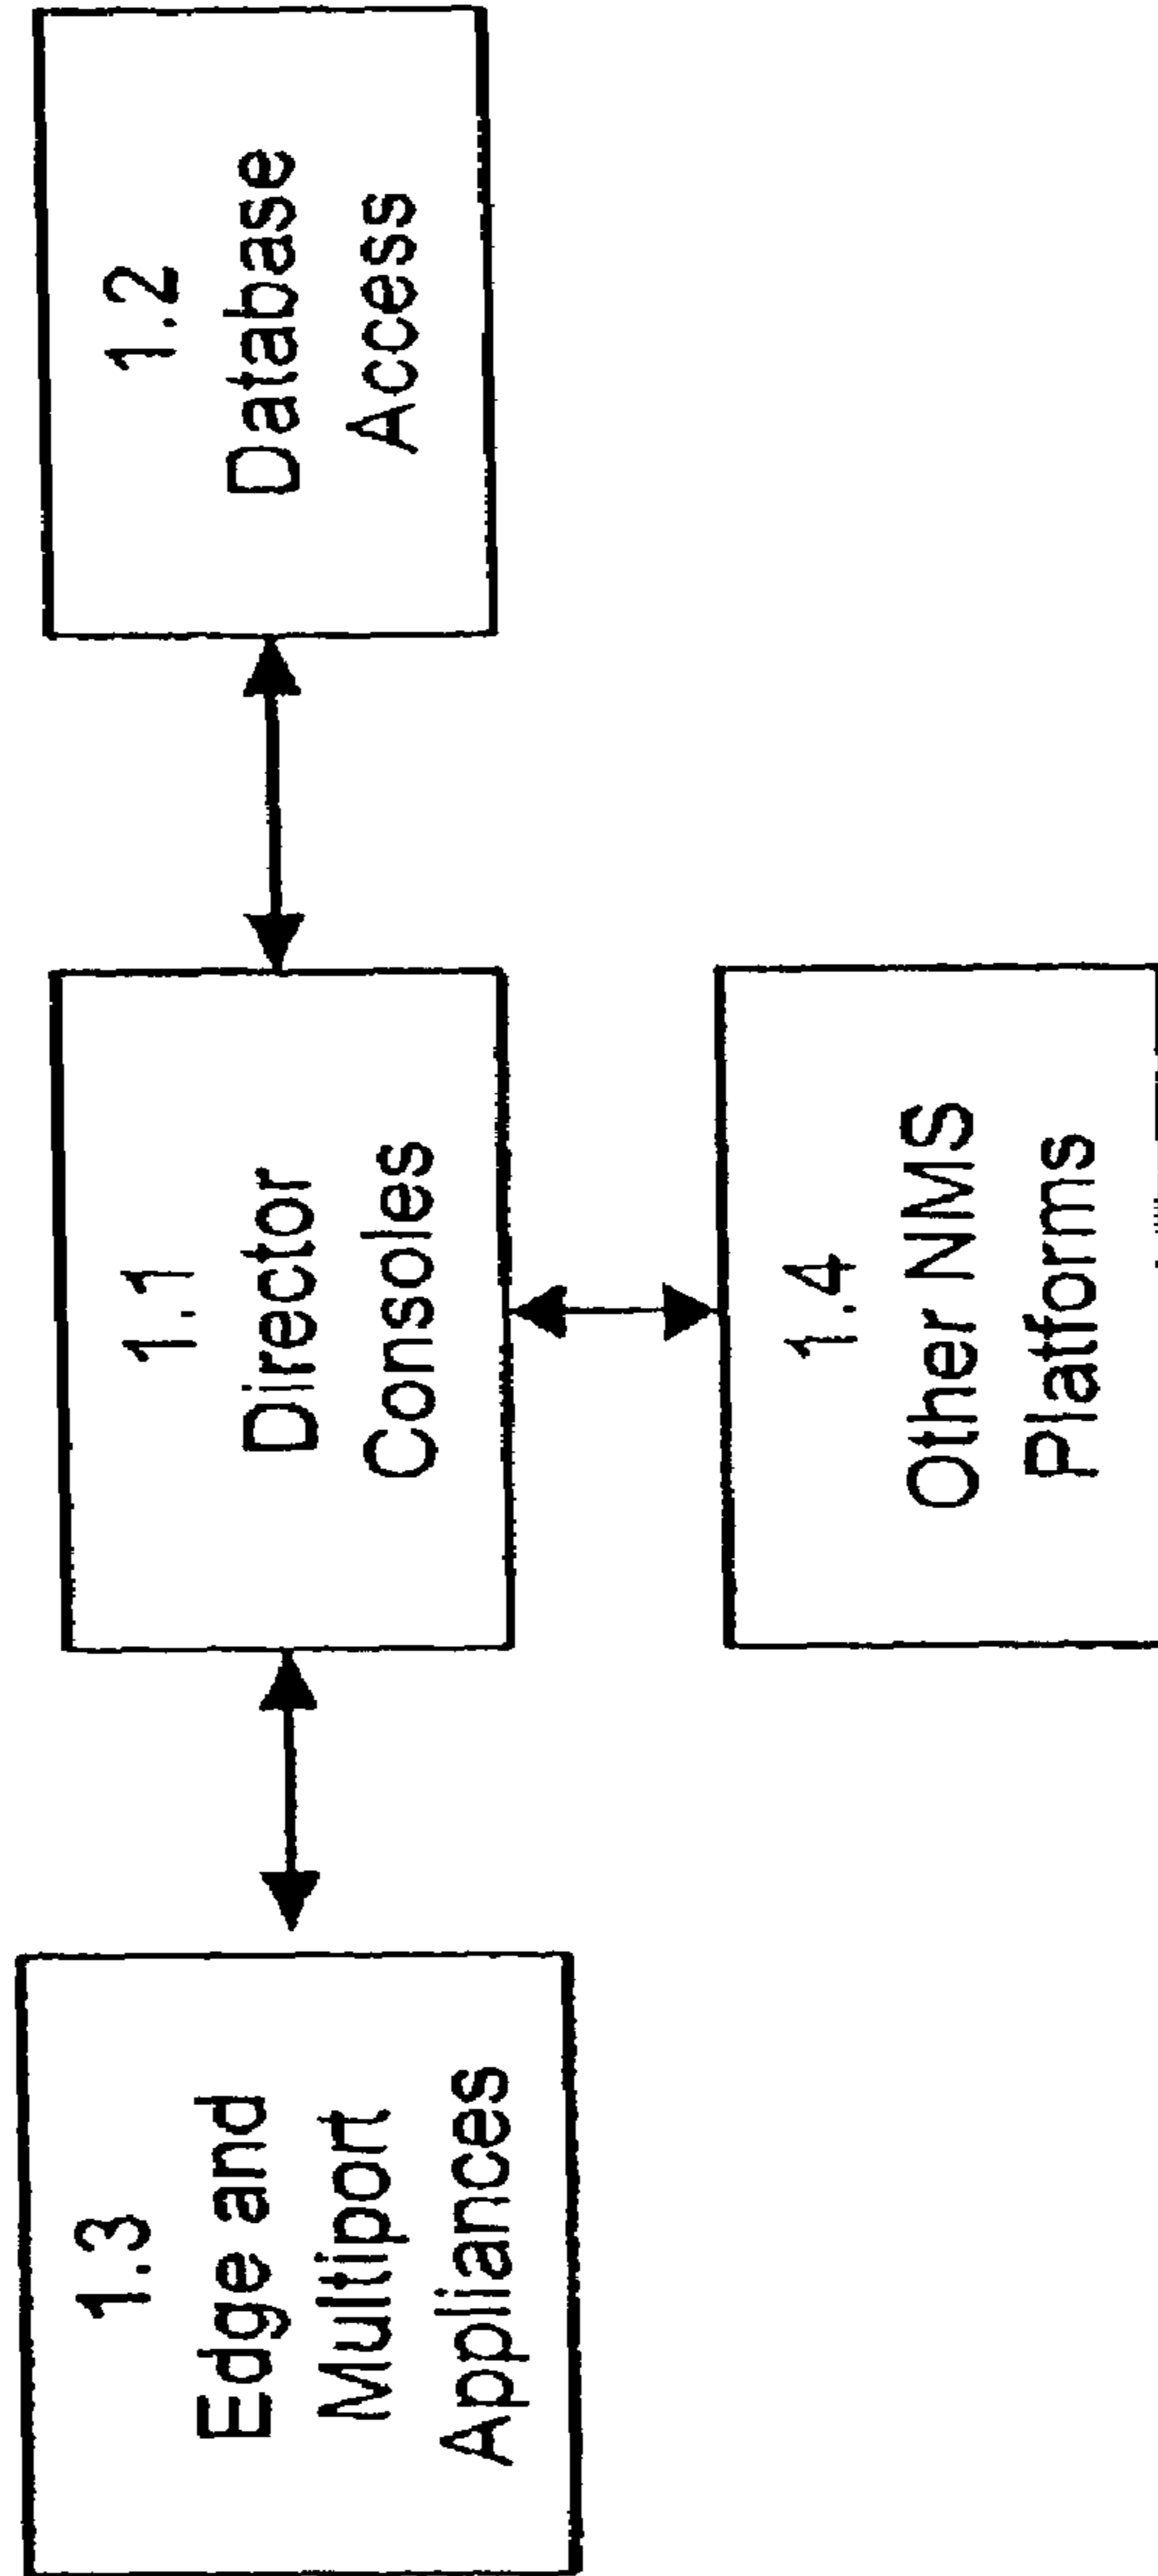 1.3
Edge and
Multiport
Appliances
1.1
Director
Consoles
1.2
Database
Access
1.4
Other NMS
Platforms